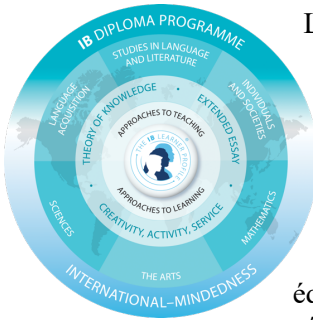 IB DIPLOMA PROGRAMME
STUDIES IN LANGUAGE
AND LITERATURE
LANGUAGE
ACQUISITION
INDIVIDUALS
AND SOCIETIES
THEORY OF KNOWLEDGE
EXTENDED ESSAY
APPROACHES TO TEACHING
THE IB LEARNER PROFILE
APPROACHES TO LEARNING
CREATIVITY, ACTIVITY, SERVICE
SCIENCES
MATHEMATICS
THE ARTS
INTERNATIONAL–MINDEDNESS